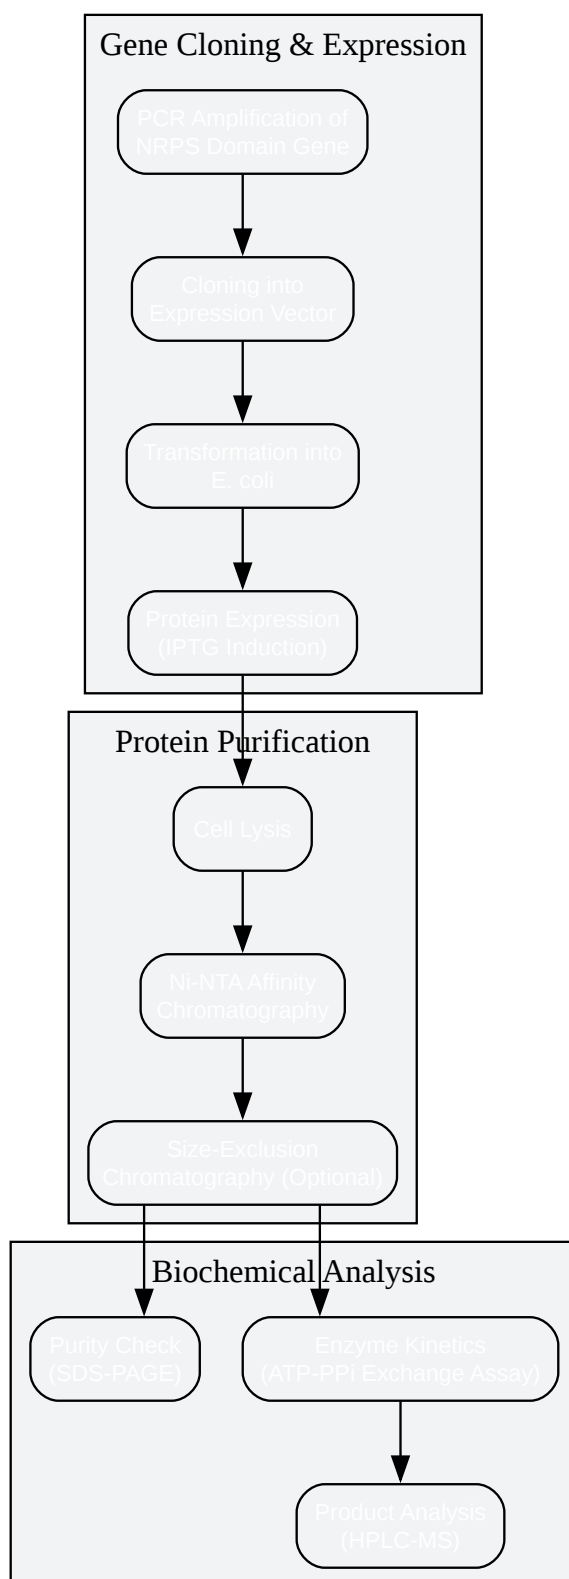 Gene Cloning & Expression
PCR Amplification of
NRPS Domain Gene
Cloning into
Expression Vector
Transformation into
E. coli
Protein Expression
(IPTG Induction)
Protein Purification
Cell Lysis
Ni-NTA Affinity
Chromatography
Size-Exclusion
Chromatography (Optional)
Biochemical Analysis
Purity Check
(SDS-PAGE)
Enzyme Kinetics
(ATP-PPi Exchange Assay)
Product Analysis
(HPLC-MS)